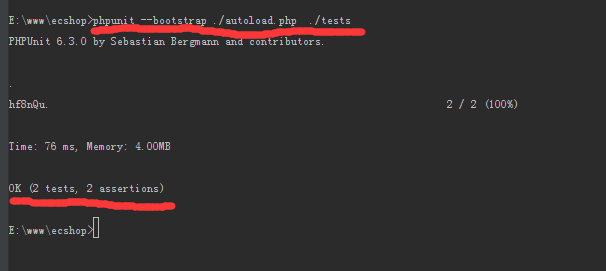 E:\www\ecshop>phpunit --bootstrap ./autoload.php ./tests
PHPUnit 6.3.0 by Sebastian Bergmann and contributors.
.
hf8nQu. 2 / 2 (100%)
Time: 76 ms, Memory: 4.00MB
OK (2 tests, 2 assertions)
E:\www\ecshop>